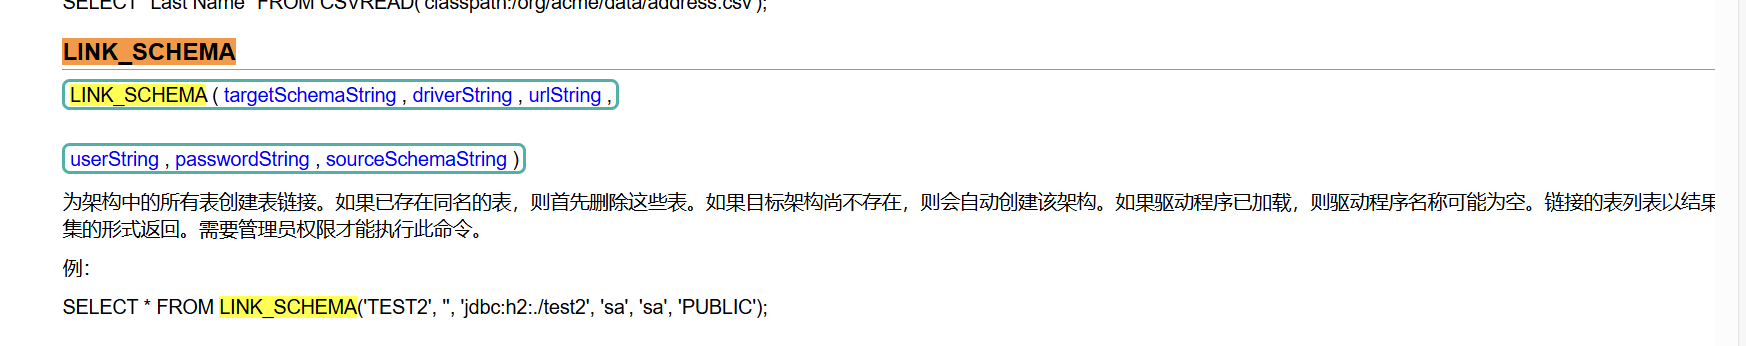 SELECT "Last Name" FROM CSVREAD('classpath:/org/acme/data/address.csv');
LINK_SCHEMA
LINK_SCHEMA ( targetSchemaString , driverString , urlString ,
userString , passwordString , sourceSchemaString )
为架构中的所有表创建表链接。如果已存在同名的表，则首先删除这些表。如果目标架构尚不存在，则会自动创建该架构。如果驱动程序已加载，则驱动程序名称可能为空。链接的表列表以结果
集的形式返回。需要管理员权限才能执行此命令。
例：
SELECT * FROM LINK_SCHEMA('TEST2', '', 'jdbc:h2:./test2', 'sa', 'sa', 'PUBLIC');